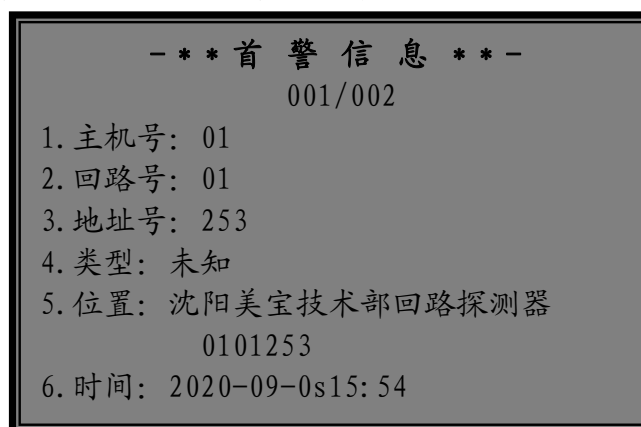 -**首 警 信 息 **-
001/002
1.主机号: 01
2.回路号: 01
3.地址号: 253
4.类型: 未知
5.位置: 沈阳美宝技术部回路探测器
0101253
6.时间: 2020-09-0s15:54